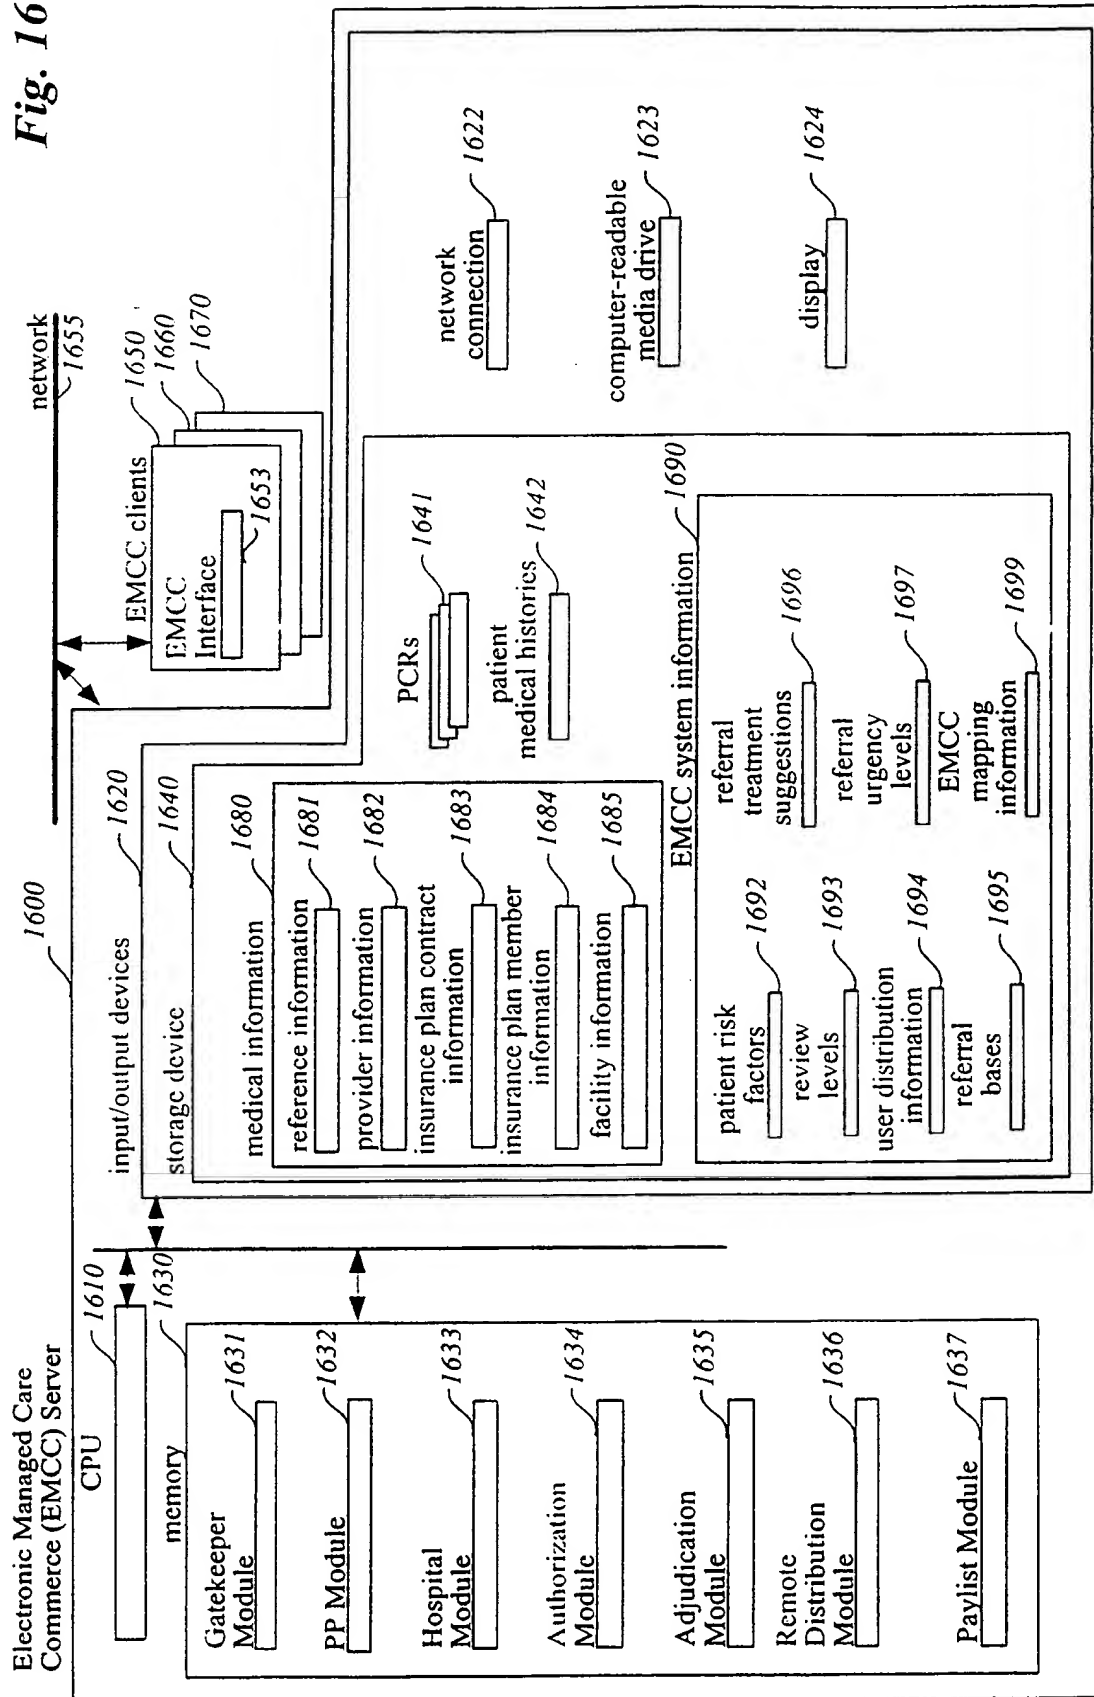 Fig. 16
Electronic Managed Care
Commerce (EMCC) Server
1600
CPU
1610
memory
1630
Gatekeeper
Module
1631
PP Module
1632
Hospital
Module
1633
Authorization
Module
1634
Adjudication
Module
1635
Remote
Distribution
Module
1636
Paylist Module
1637
input/output devices
1620
storage device
1640
medical information
1680
reference information
1681
provider information
1682
insurance plan contract
information
1683
insurance plan member
information
1684
facility information
1685
PCRs
1641
patient
medical histories
1642
EMCC system information
1690
patient risk
factors
1692
review
levels
1693
user distribution
information
1694
referral
bases
1695
referral
treatment
suggestions
1696
referral
urgency
levels
1697
EMCC
mapping
information
1699
network
1655
EMCC clients
1650
1660
1670
EMCC
Interface
1653
network
connection
1622
computer-readable
media drive
1623
display
1624